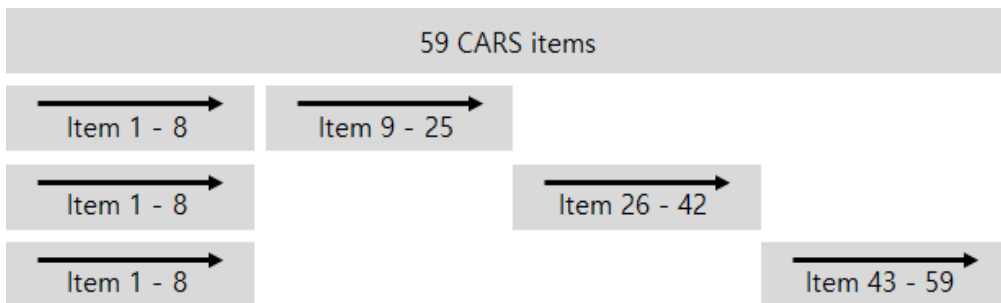 59 CARS items
Item 1 - 8
Item 9 - 25
Item 1 - 8
Item 26 - 42
Item 1 - 8
Item 43 - 59